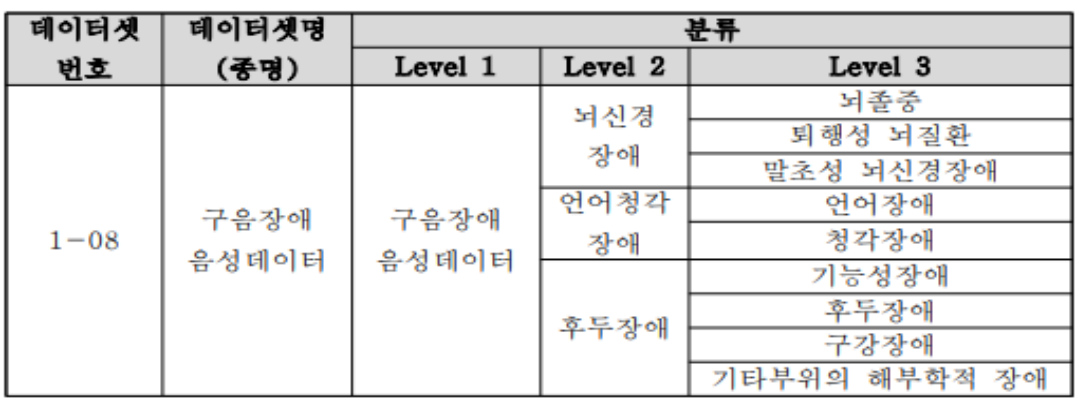 데이터셋 번호
데이터셋명 (종명)
분류
Level 1
Level 2
Level 3
1-08
구음장애 음성데이터
구음장애 음성데이터
뇌신경 장애
뇌졸중
퇴행성 뇌질환
말초성 뇌신경장애
언어청각 장애
언어장애
청각장애
후두장애
기능성장애
후두장애
구강장애
기타부위의 해부학적 장애